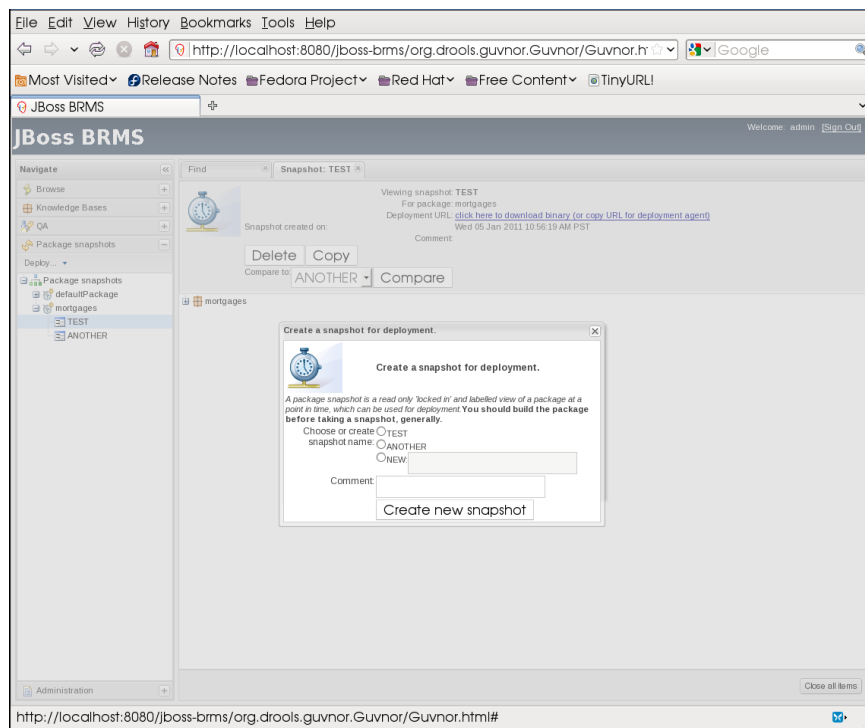 File Edit View History Bookmarks Tools Help
http://localhost:8080/jboss-brms/org.drools.guvnor.Guvnor/Guvnor.h
Google
Most Visited Release Notes Fedora Project Red Hat Free Content TinyURL!
JBoss BRMS
JBoss BRMS
Welcome: admin [Sign Out]
Navigate
Browse
Knowledge Bases
QA
Package snapshots
Deploy...
Package snapshots
defaultPackage
mortgages
TEST
ANOTHER
Administration
Find
Snapshot: TEST
Viewing snapshot: TEST
For package: mortgages
Deployment URL: click here to download binary (or copy URL for deployment agent)
Snapshot created on: Wed 05 Jan 2011 10:56:19 AM PST
Comment:
Delete Copy
Compare to: ANOTHER Compare
mortgages
Create a snapshot for deployment.
Create a snapshot for deployment.
A package snapshot is a read only 'locked in' and labelled view of a package at a
point in time, which can be used for deployment.You should build the package
before taking a snapshot, generally.
Choose or create TEST
snapshot name: ANOTHER
NEW:
Comment:
Create new snapshot
Close all items
http://localhost:8080/jboss-brms/org.drools.guvnor.Guvnor/Guvnor.html#